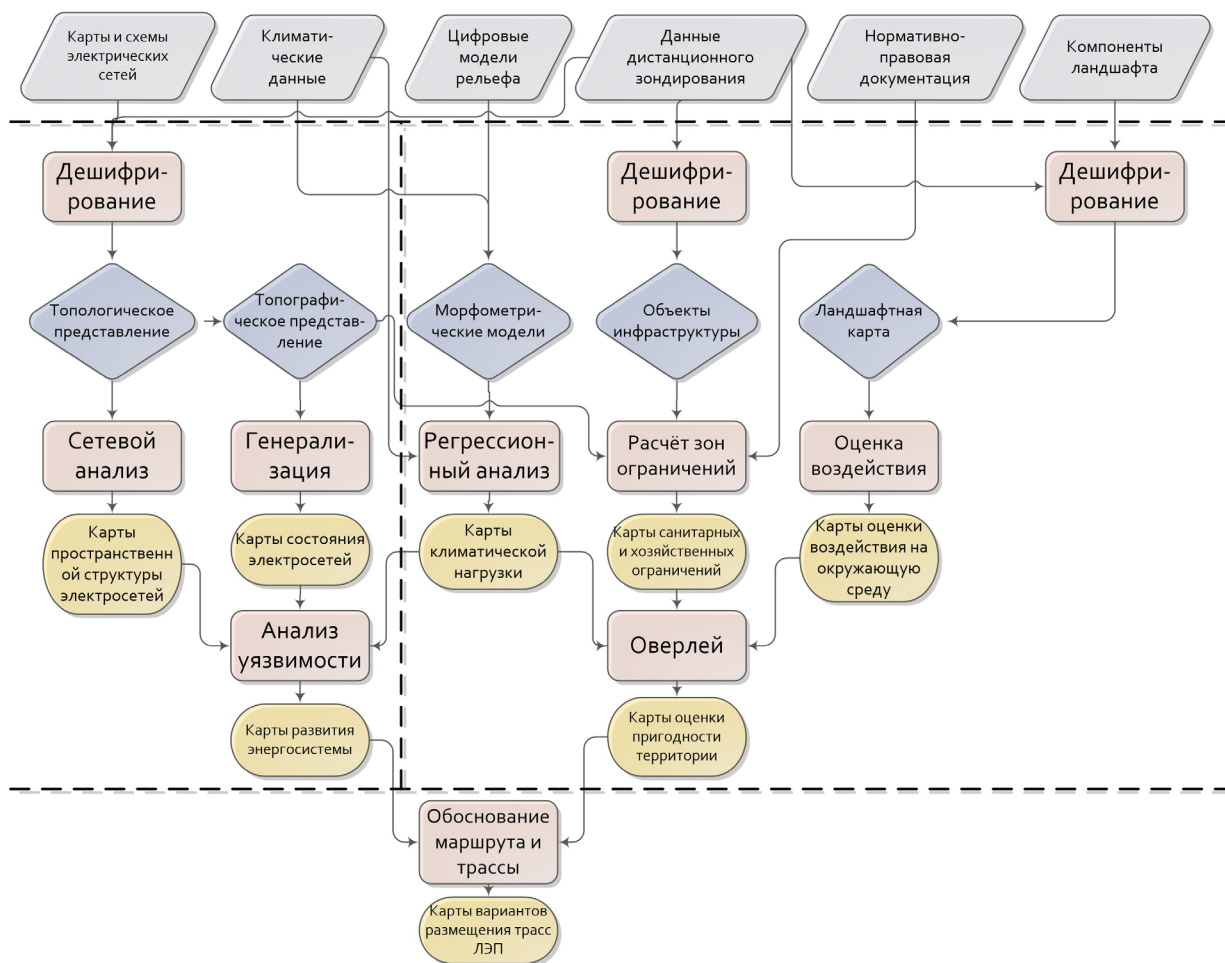 Карты и схемы
электрических
сетей
Климати-
ческие
данные
Цифровые
модели
рельефа
Данные
дистанционного
зондирования
Нормативно-
правовая
документация
Компоненты
ландшафта
Дешифри-
рование
Дешифри-
рование
Дешифри-
рование
Топологическое
представление
Топографи-
ческое представ-
ление
Морфометри-
ческие модели
Объекты
инфраструктуры
Ландшафтная
карта
Сетевой
анализ
Генерали-
зация
Регрессион-
ный анализ
Расчёт зон
ограничений
Оценка
воздействия
Карты
пространственн
ой структуры
электросетей
Карты состояния
электросетей
Карты
климатической
нагрузки
Карты санитарных
и хозяйственных
ограничений
Карты оценки
воздействия на
окружающую
среду
Анализ
уязвимости
Оверлей
Карты развития
энергосистемы
Карты оценки
пригодности
территории
Обоснование
маршрута и
трассы
Карты вариантов
размещения трасс
ЛЭП